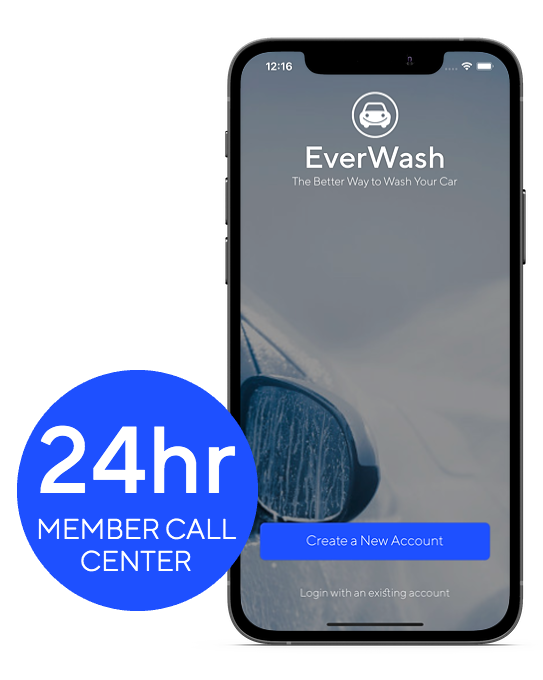 12:16
EverWash
The Better Way to Wash Your Car
24hr
MEMBER CALL
CENTER
Create a New Account
Login with an existing account